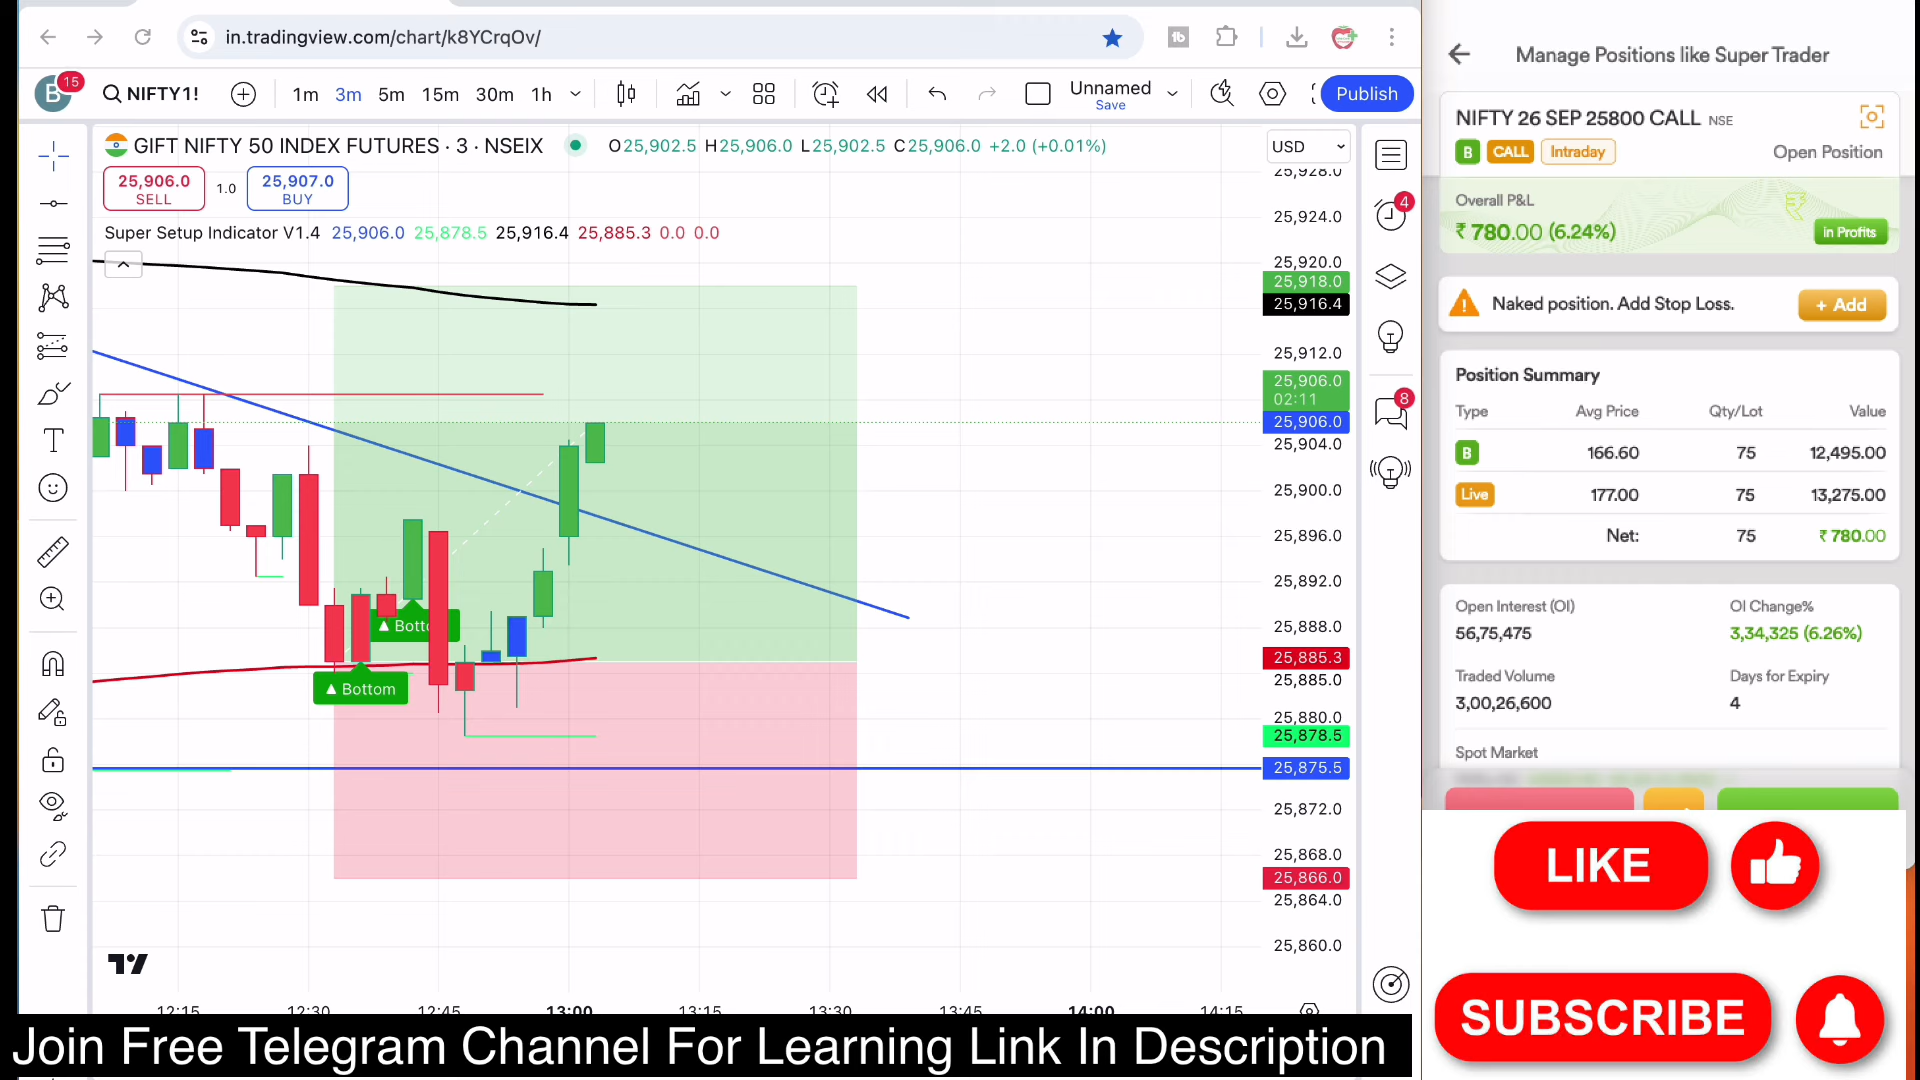 in.tradingview.com/chart/k8YCrqOv/
B 15 NIFTY1! 1m 3m 5m 15m 30m 1h Unnamed Save Publish
GIFT NIFTY 50 INDEX FUTURES · 3 · NSEIX O25,902.5 H25,906.0 L25,902.5 C25,906.0 +2.0 (+0.01%)
USD
25,906.0 SELL 1.0 25,907.0 BUY
Super Setup Indicator V1.4 25,906.0 25,878.5 25,916.4 25,885.3 0.0 0.0
25,928.0
25,924.0
25,920.0
25,918.0
25,916.4
25,912.0
25,906.0
02:11
25,906.0
25,904.0
25,900.0
25,896.0
25,892.0
25,888.0
25,885.3
25,885.0
25,880.0
25,878.5
25,875.5
25,872.0
25,868.0
25,866.0
25,864.0
25,860.0
▲ Botto
▲ Bottom
12:15 12:30 12:45 13:00 13:15 13:30 13:45 14:00 14:15
4
8
Manage Positions like Super Trader
NIFTY 26 SEP 25800 CALL NSE
B CALL Intraday Open Position
Overall P&L
₹ 780.00 (6.24%) in Profits
Naked position. Add Stop Loss. + Add
Position Summary
Type Avg Price Qty/Lot Value
B 166.60 75 12,495.00
Live 177.00 75 13,275.00
Net: 75 ₹ 780.00
Open Interest (OI) OI Change%
56,75,475 3,34,325 (6.26%)
Traded Volume Days for Expiry
3,00,26,600 4
Spot Market
LIKE
SUBSCRIBE
Join Free Telegram Channel For Learning Link In Description